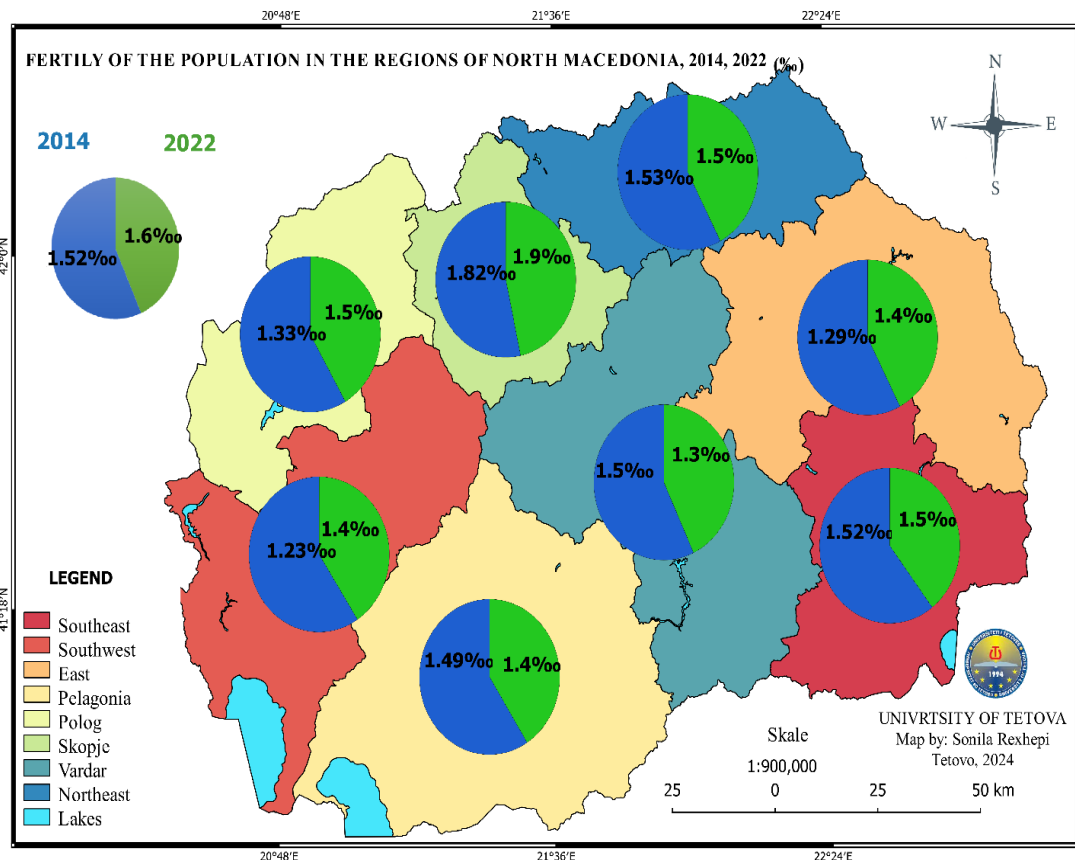 20°48′E 21°36′E 22°24′E
FERTILY OF THE POPULATION IN THE REGIONS OF NORTH MACEDONIA, 2014, 2022 (‰)
N
W E
S
2014 2022
1.52‰ 1.6‰
1.53‰ 1.5‰
1.82‰ 1.9‰
1.33‰ 1.5‰
1.29‰ 1.4‰
1.5‰ 1.3‰
1.23‰ 1.4‰
1.52‰ 1.5‰
1.49‰ 1.4‰
42°0′N
41°18′N
LEGEND
Southeast
Southwest
East
Pelagonia
Polog
Skopje
Vardar
Northeast
Lakes
1994
UNIVRTSITY OF TETOVA
Map by: Sonila Rexhepi
Tetovo, 2024
Skale
1:900,000
25 0 25 50 km
20°48′E 21°36′E 22°24′E